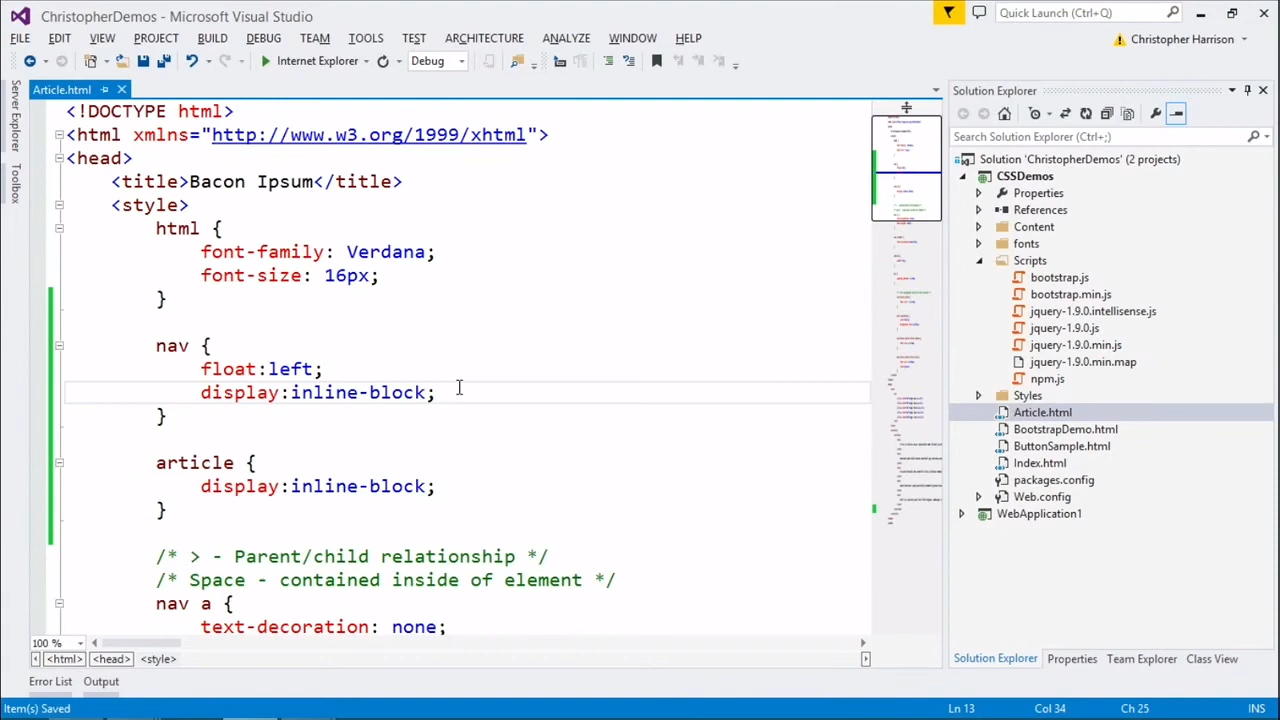 ChristopherDemos - Microsoft Visual Studio
Quick Launch (Ctrl+Q)
FILE EDIT VIEW PROJECT BUILD DEBUG TEAM TOOLS TEST ARCHITECTURE ANALYZE WINDOW HELP
Christopher Harrison
Internet Explorer
Debug
Server Explorer
Toolbox
Article.html
<!DOCTYPE html>
<html xmlns="http://www.w3.org/1999/xhtml">
<head>
<title>Bacon Ipsum</title>
<style>
html {
font-family: Verdana;
font-size: 16px;
}
nav {
float:left;
display:inline-block;
}
article {
display:inline-block;
}
/* > - Parent/child relationship */
/* Space - contained inside of element */
nav a {
text-decoration: none;
100 %
<html> <head> <style>
Error List Output
Solution Explorer
Search Solution Explorer (Ctrl+;)
Solution 'ChristopherDemos' (2 projects)
CSSDemos
Properties
References
Content
fonts
Scripts
bootstrap.js
bootstrap.min.js
jquery-1.9.0.intellisense.js
jquery-1.9.0.js
jquery-1.9.0.min.js
jquery-1.9.0.min.map
npm.js
Styles
Article.html
BootstrapDemo.html
ButtonSample.html
Index.html
packages.config
Web.config
WebApplication1
Solution Explorer Properties Team Explorer Class View
Item(s) Saved
Ln 13 Col 34 Ch 25 INS